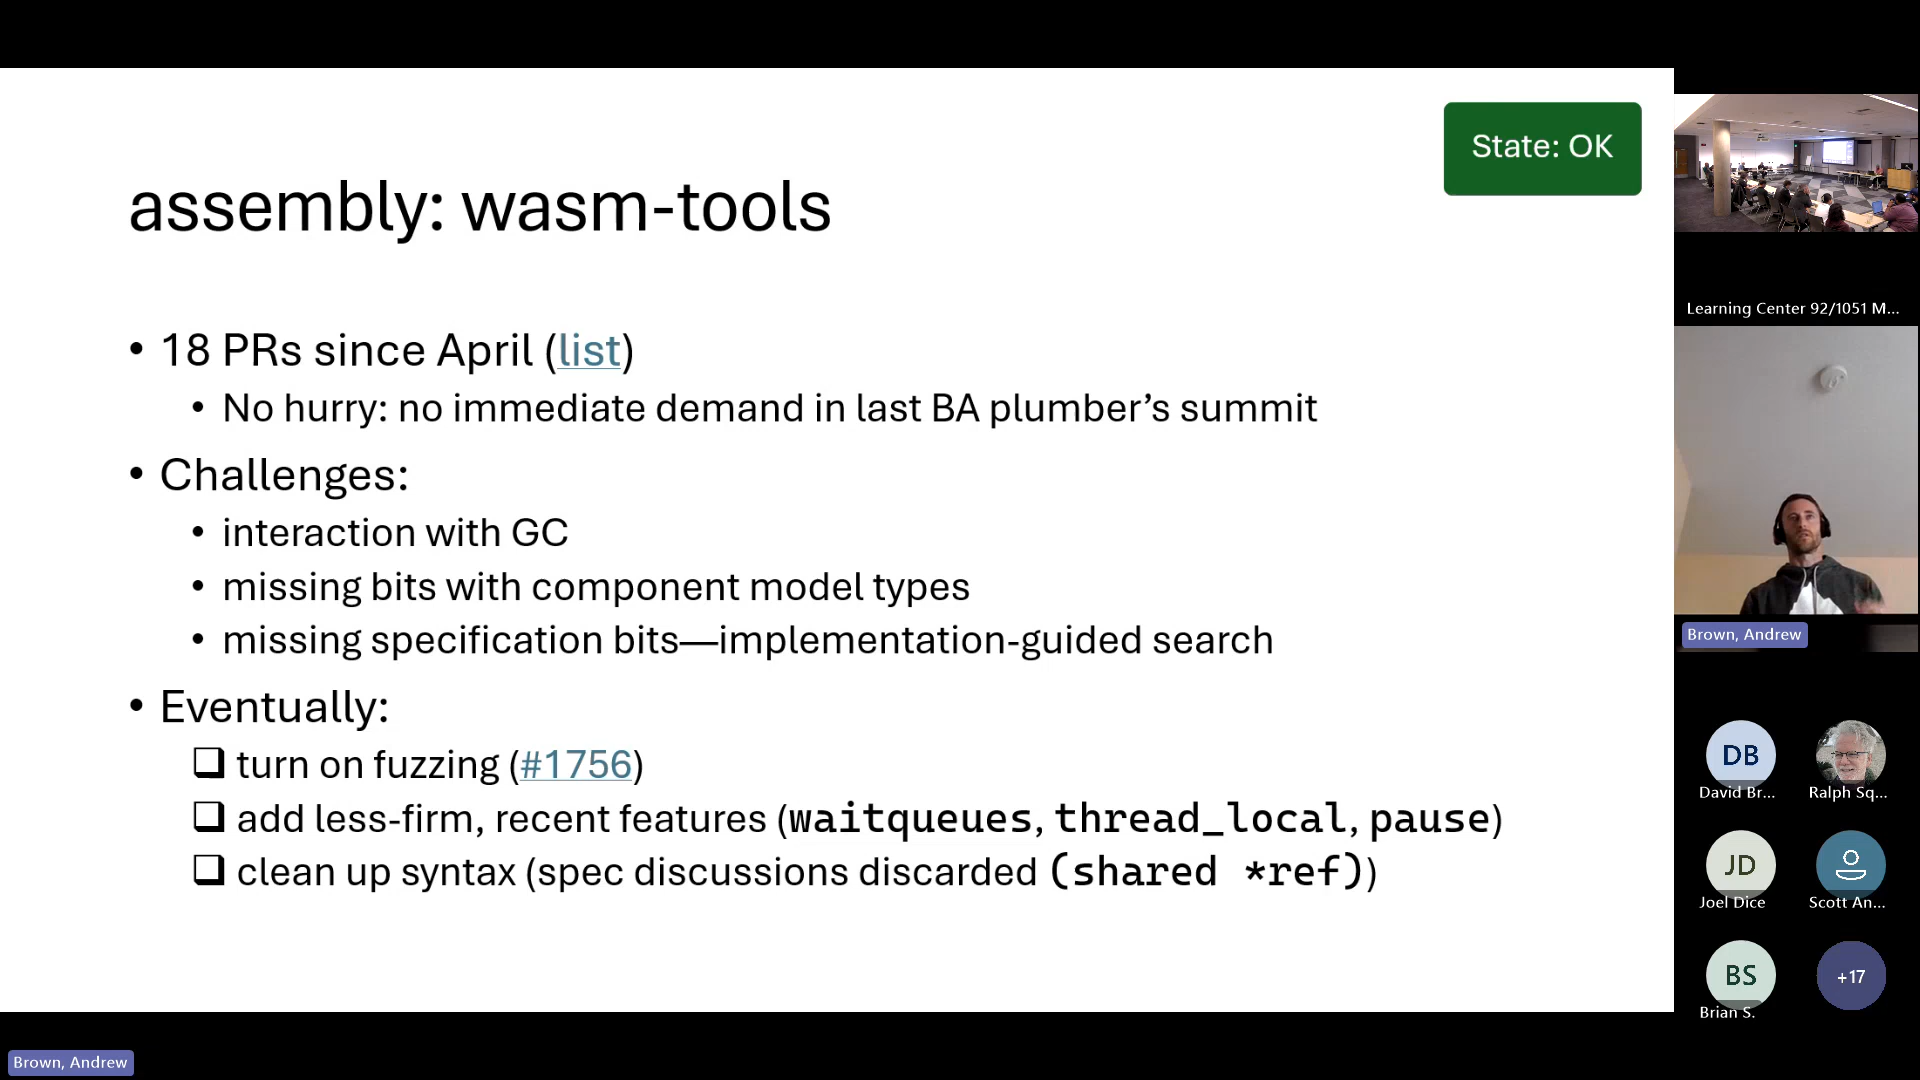 State: OK
assembly: wasm-tools
• 18 PRs since April (list)
• No hurry: no immediate demand in last BA plumber’s summit
• Challenges:
• interaction with GC
• missing bits with component model types
• missing specification bits—implementation-guided search
• Eventually:
❑ turn on fuzzing (#1756)
❑ add less-firm, recent features (waitqueues, thread_local, pause)
❑ clean up syntax (spec discussions discarded (shared *ref))
Learning Center 92/1051 M...
Brown, Andrew
DB
David Br...
Ralph Sq...
JD
Joel Dice
Scott An...
BS
Brian S.
+17
Brown, Andrew